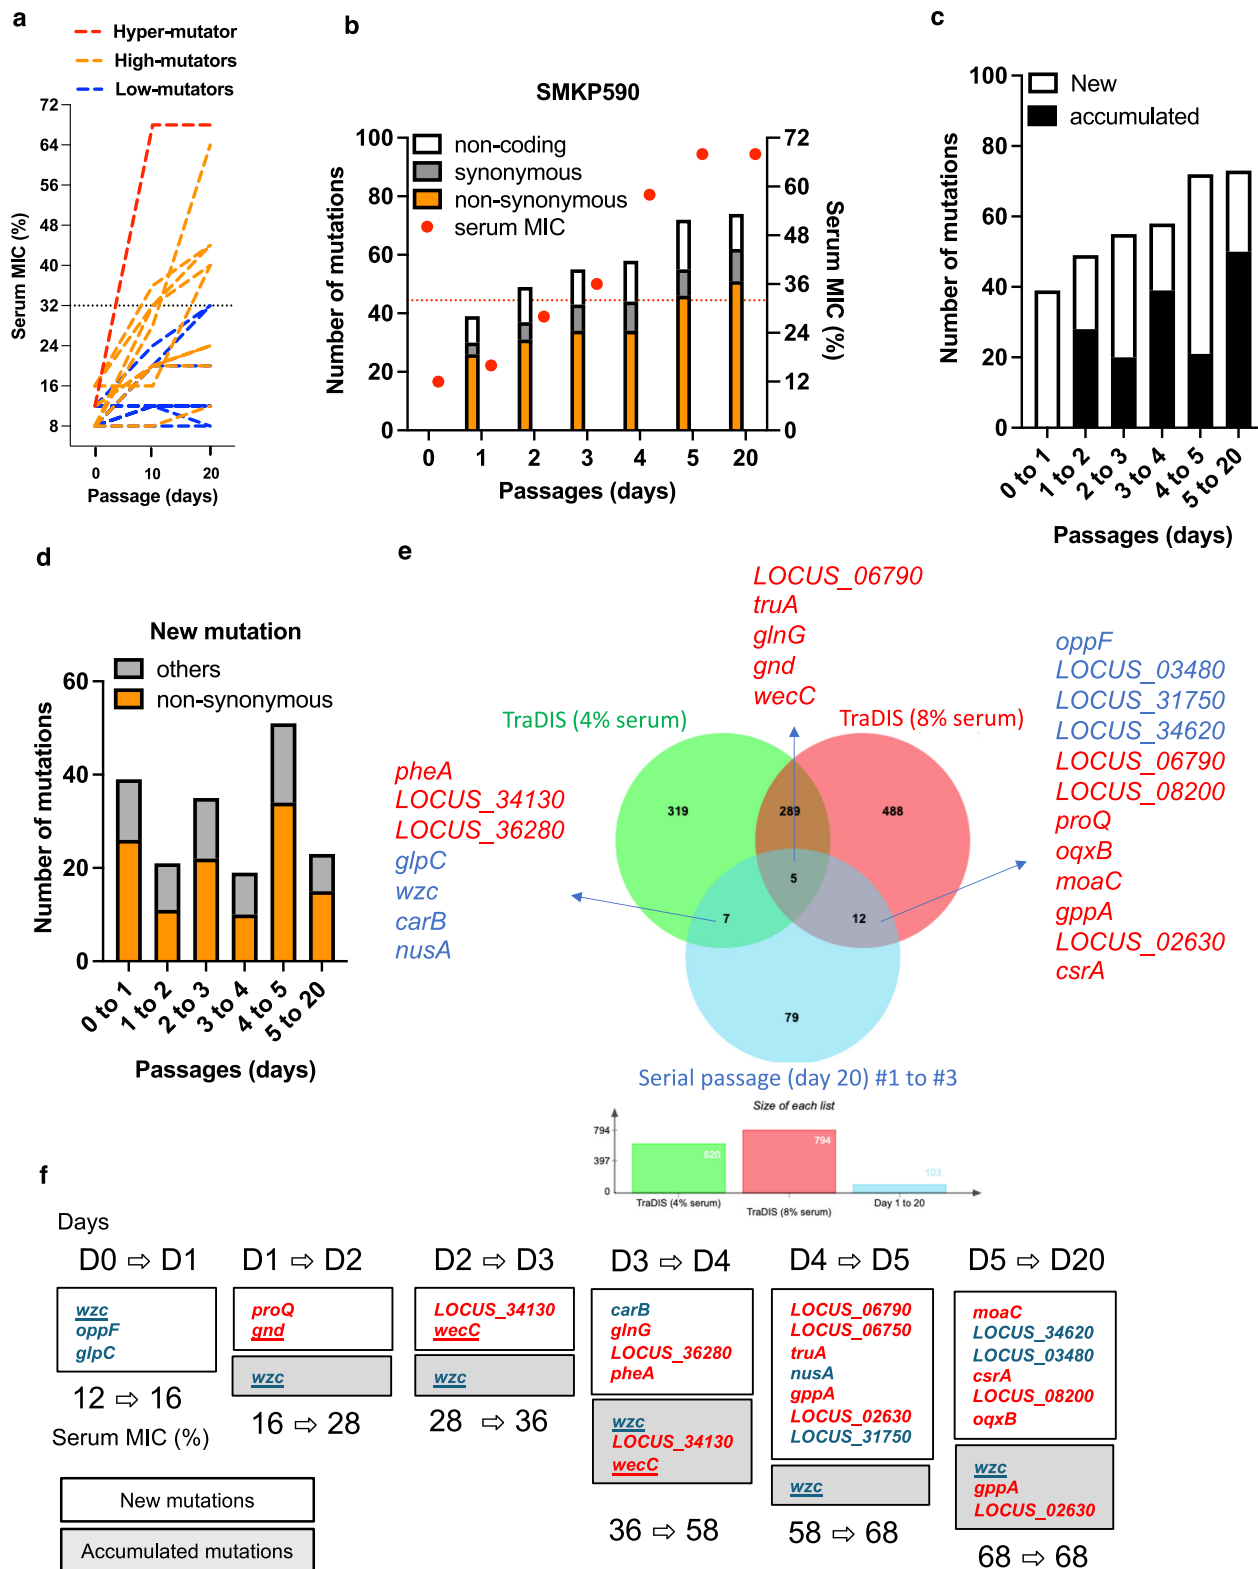 a
Hyper-mutator
High-mutators
Low-mutators
72
64
56
48
40
32
24
16
8
Serum MIC (%)
0
10
20
Passage (days)
b
SMKP590
non-coding
synonymous
non-synonymous
serum MIC
100
80
60
40
20
0
Number of mutations
72
60
48
36
24
12
0
Serum MIC (%)
0
1
2
3
4
5
20
Passages (days)
c
New
accumulated
100
80
60
40
20
0
Number of mutations
0 to 1
1 to 2
2 to 3
3 to 4
4 to 5
5 to 20
Passages (days)
d
New mutation
others
non-synonymous
60
40
20
0
Number of mutations
0 to 1
1 to 2
2 to 3
3 to 4
4 to 5
5 to 20
Passages (days)
e
LOCUS_06790
truA
glnG
gnd
wecC
TraDIS (4% serum)
TraDIS (8% serum)
pheA
LOCUS_34130
LOCUS_36280
glpC
wzc
carB
nusA
oppF
LOCUS_03480
LOCUS_31750
LOCUS_34620
LOCUS_06790
LOCUS_08200
proQ
oqxB
moaC
gppA
LOCUS_02630
csrA
319
289
488
5
7
12
79
Serial passage (day 20) #1 to #3
Size of each list
794
397
0
620
794
103
TraDIS (4% serum)
TraDIS (8% serum)
Day 1 to 20
f
Days
D0 ⇨ D1
wzc
oppF
glpC
12 ⇨ 16
Serum MIC (%)
D1 ⇨ D2
proQ
gnd
wzc
16 ⇨ 28
D2 ⇨ D3
LOCUS_34130
wecC
wzc
28 ⇨ 36
D3 ⇨ D4
carB
glnG
LOCUS_36280
pheA
wzc
LOCUS_34130
wecC
36 ⇨ 58
D4 ⇨ D5
LOCUS_06790
LOCUS_06750
truA
nusA
gppA
LOCUS_02630
LOCUS_31750
wzc
58 ⇨ 68
D5 ⇨ D20
moaC
LOCUS_34620
LOCUS_03480
csrA
LOCUS_08200
oqxB
wzc
gppA
LOCUS_02630
68 ⇨ 68
New mutations
Accumulated mutations